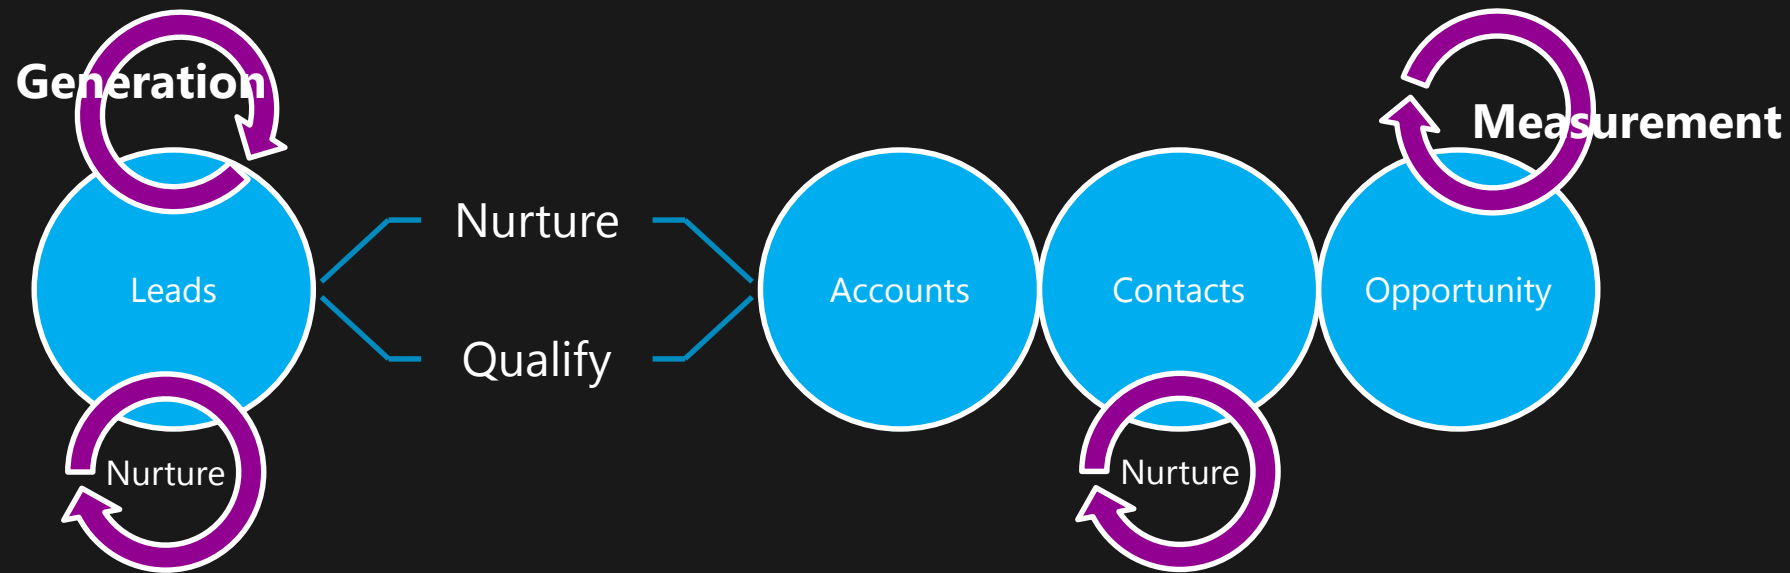 Generation
Measurement
Nurture
Leads
Accounts
Contacts
Opportunity
Qualify
Nurture
Nurture